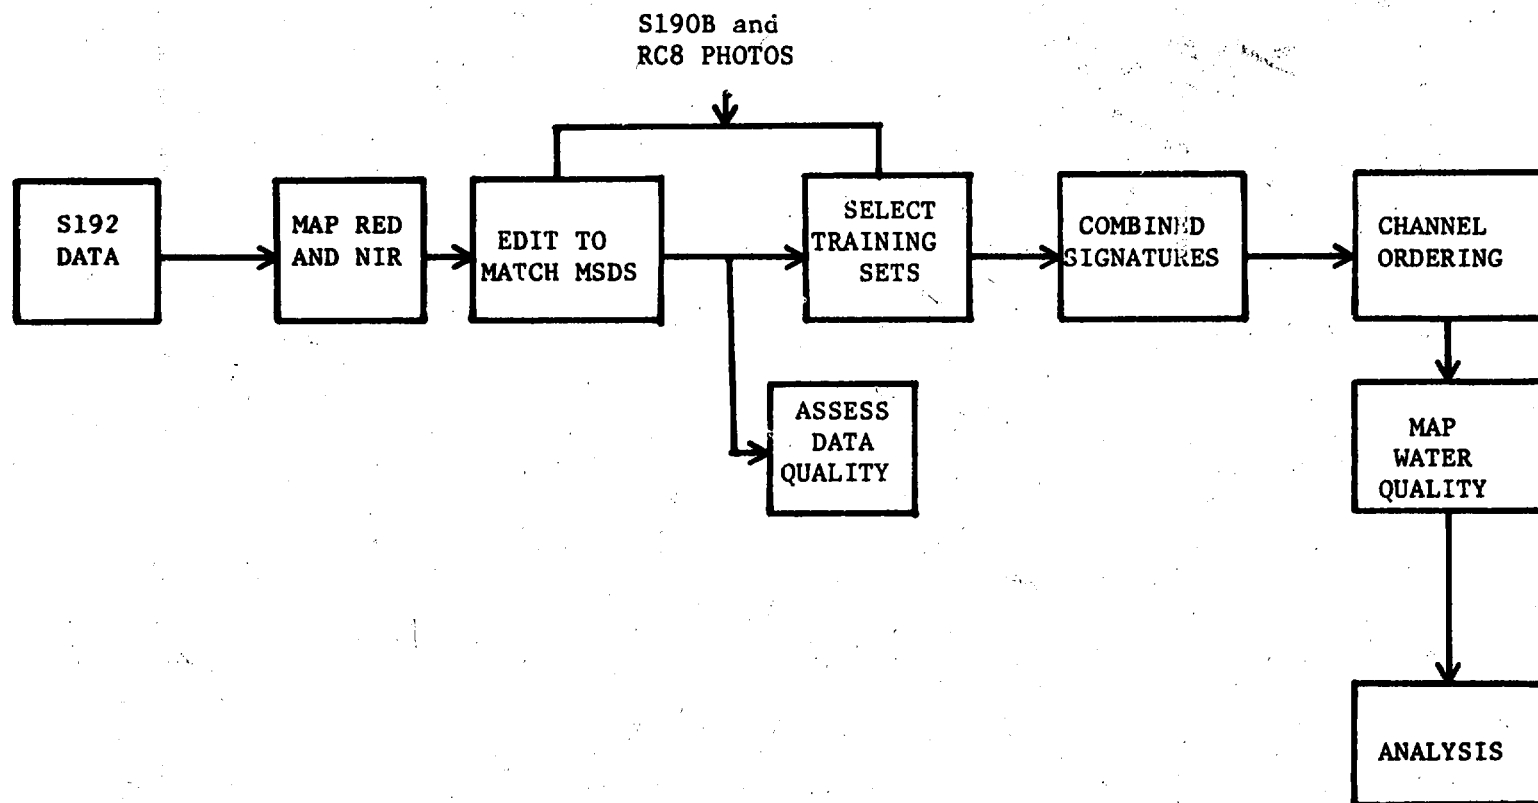 S190B and
RC8 PHOTOS
S192
DATA
MAP RED
AND NIR
EDIT TO
MATCH MSDS
SELECT
TRAINING
SETS
COMBINED
SIGNATURES
CHANNEL
ORDERING
ASSESS
DATA
QUALITY
MAP
WATER
QUALITY
ANALYSIS